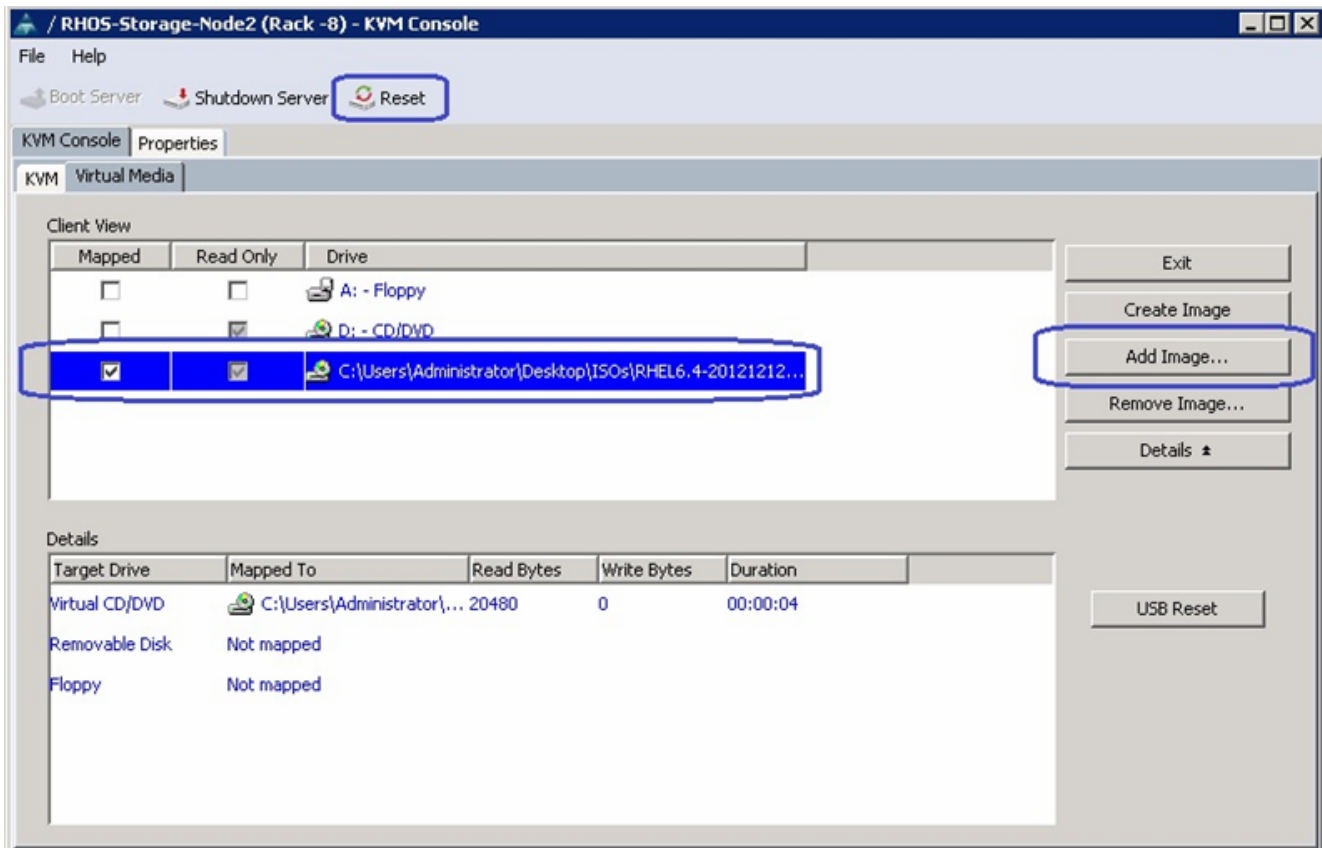 / RHOS-Storage-Node2 (Rack -8) - KVM Console
File Help
Boot Server Shutdown Server Reset
KVM Console Properties
KVM Virtual Media
Client View
Mapped Read Only Drive
Exit
A: - Floppy
Create Image
D: - CD/DVD
Add Image...
C:\Users\Administrator\Desktop\ISOs\RHEL6.4-20121212...
Remove Image...
Details
Details
Target Drive Mapped To Read Bytes Write Bytes Duration
Virtual CD/DVD C:\Users\Administrator\... 20480 0 00:00:04
USB Reset
Removable Disk Not mapped
Floppy Not mapped